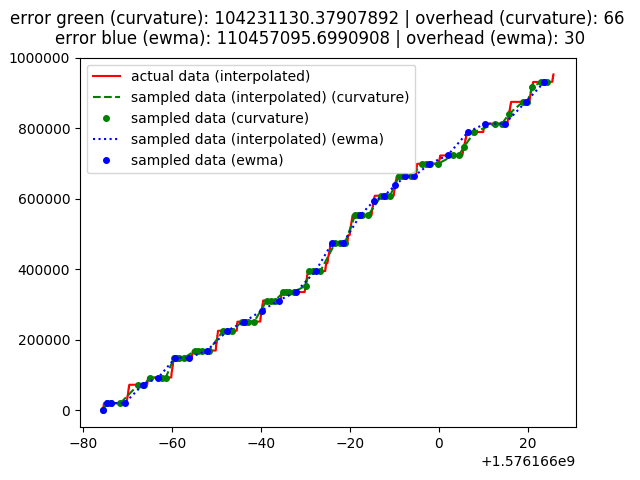 error green (curvature): 104231130.37907892 | overhead (curvature): 66
error blue (ewma): 110457095.6990908 | overhead (ewma): 30
actual data (interpolated)
sampled data (interpolated) (curvature)
sampled data (curvature)
sampled data (interpolated) (ewma)
sampled data (ewma)
1000000
800000
600000
400000
200000
0
−80 −60 −40 −20 0 20
+1.576166e9